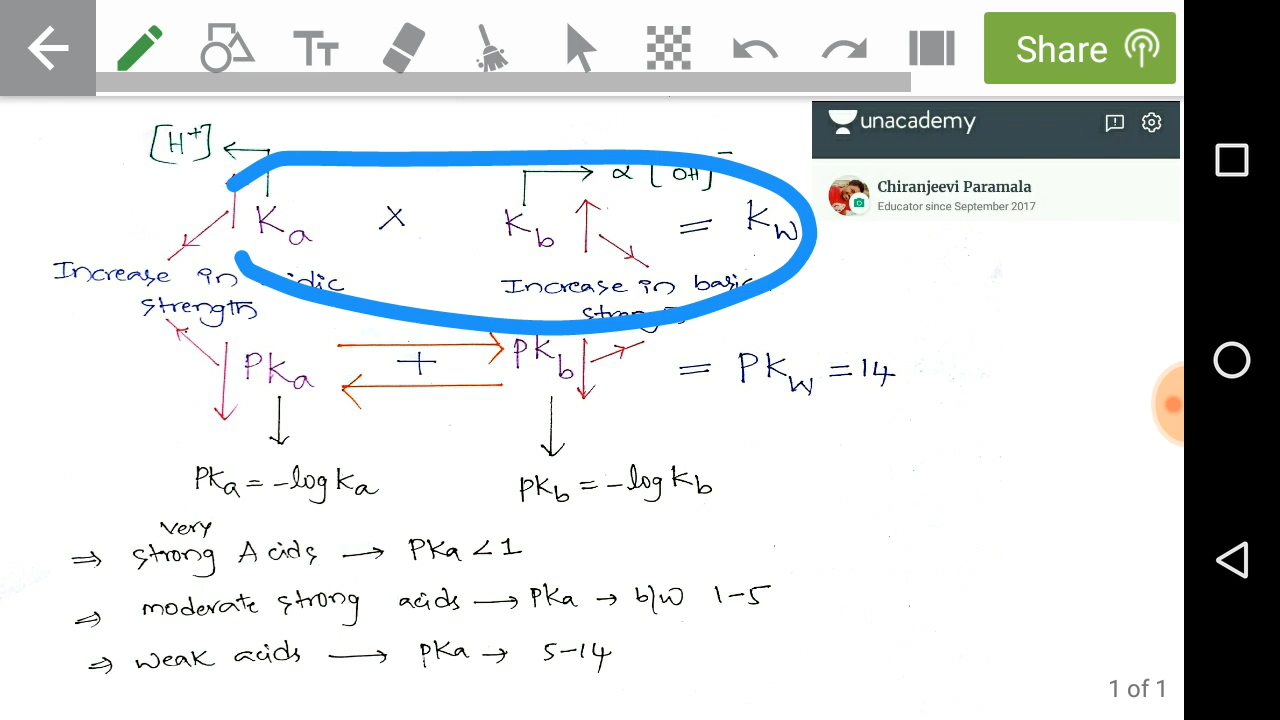 Share
unacademy
Chiranjeevi Paramala
Educator since September 2017
[H+]
α [OH]-
Ka × Kb = Kw
Increase in
strength
Increase in basic
PKa + PKb = PKw = 14
PKa = -log Ka
PKb = -log Kb
very
⇒ strong Acids → PKa < 1
⇒ moderate strong acids → PKa → b/w 1-5
⇒ weak acids → PKa → 5-14
1 of 1